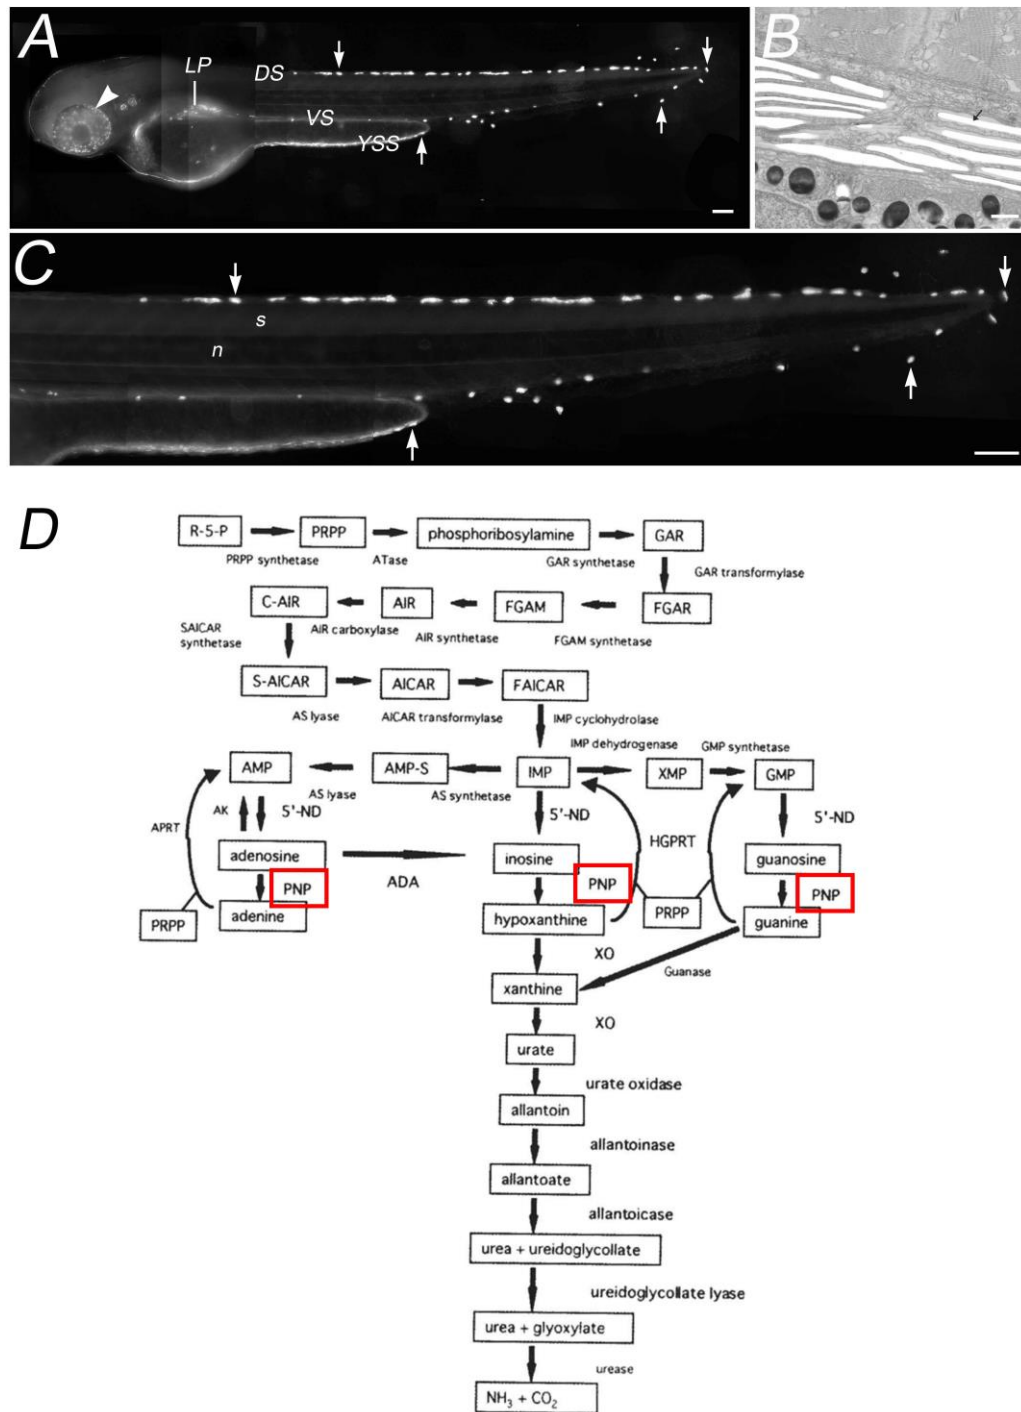 A
LP
DS
VS
YSS
B
C
s
n
D
R-5-P
PRPP
phosphoribosylamine
GAR
PRPP synthetase
ATase
GAR synthetase
GAR transformylase
C-AIR
AIR
FGAM
FGAR
SAICAR
synthetase
AIR carboxylase
AIR synthetase
FGAM synthetase
S-AICAR
AICAR
FAICAR
AS lyase
AICAR transformylase
IMP cyclohydrolase
IMP dehydrogenase
GMP synthetase
AMP
AMP-S
IMP
XMP
GMP
AS lyase
AS synthetase
APRT
AK
5'-ND
5'-ND
HGPRT
5'-ND
adenosine
ADA
inosine
guanosine
PNP
PNP
PNP
PRPP
adenine
hypoxanthine
PRPP
guanine
XO
Guanase
xanthine
XO
urate
urate oxidase
allantoin
allantoinase
allantoate
allantoicase
urea + ureidoglycollate
ureidoglycollate lyase
urea + glyoxylate
urease
NH₃ + CO₂